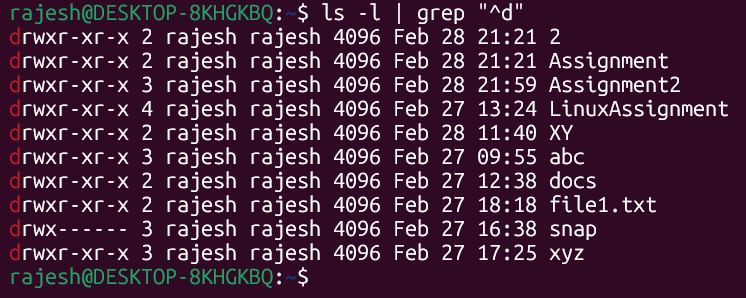 rajesh@DESKTOP-8KHGKBQ:~$ ls -l | grep "^d"
drwxr-xr-x 2 rajesh rajesh 4096 Feb 28 21:21 2
drwxr-xr-x 2 rajesh rajesh 4096 Feb 28 21:21 Assignment
drwxr-xr-x 3 rajesh rajesh 4096 Feb 28 21:59 Assignment2
drwxr-xr-x 4 rajesh rajesh 4096 Feb 27 13:24 LinuxAssignment
drwxr-xr-x 2 rajesh rajesh 4096 Feb 28 11:40 XY
drwxr-xr-x 3 rajesh rajesh 4096 Feb 27 09:55 abc
drwxr-xr-x 2 rajesh rajesh 4096 Feb 27 12:38 docs
drwxr-xr-x 2 rajesh rajesh 4096 Feb 27 18:18 file1.txt
drwx------ 3 rajesh rajesh 4096 Feb 27 16:38 snap
drwxr-xr-x 3 rajesh rajesh 4096 Feb 27 17:25 xyz
rajesh@DESKTOP-8KHGKBQ:~$